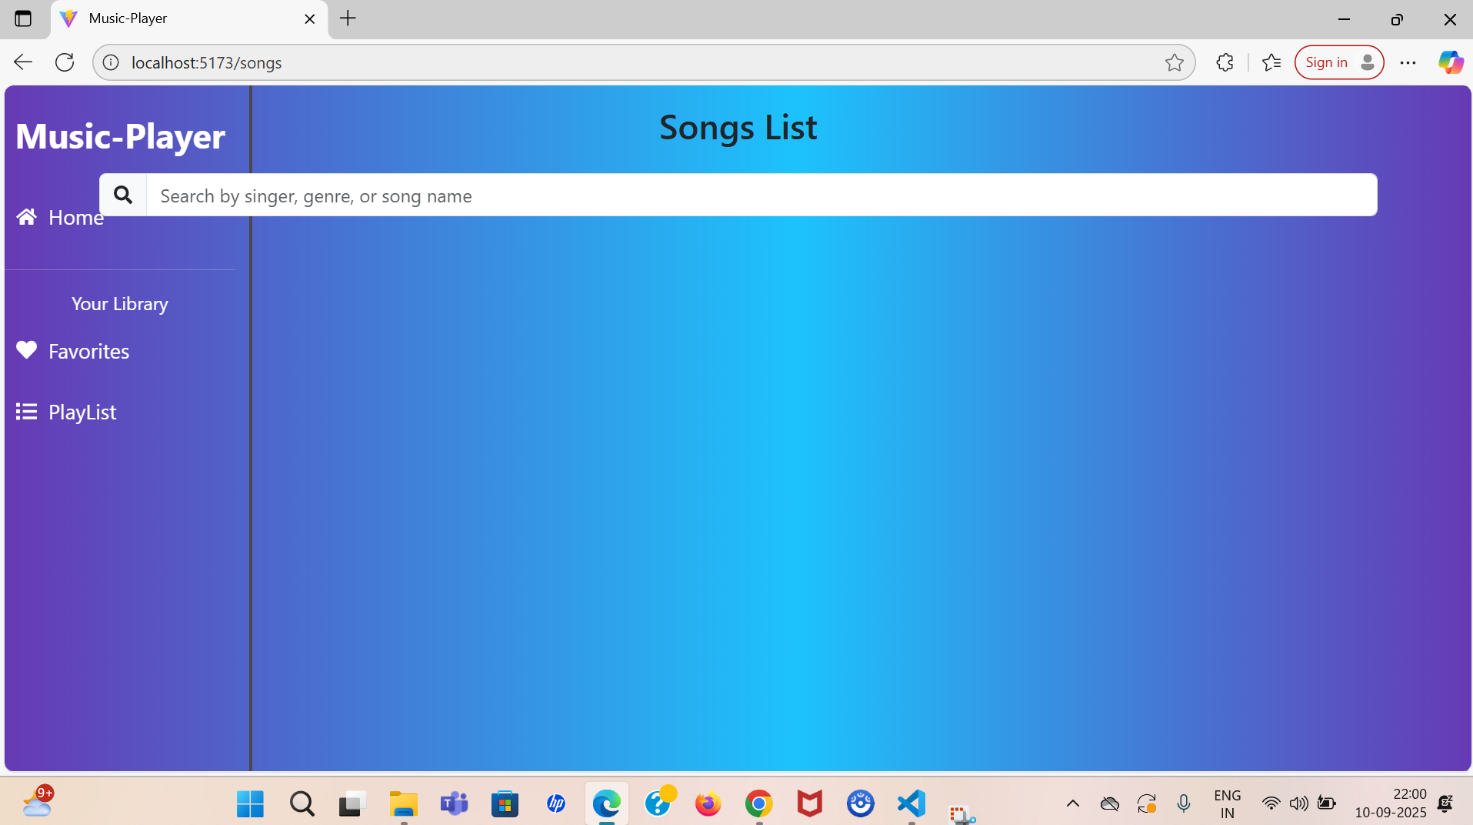 Music-Player
localhost:5173/songs
Sign in
Music-Player
Songs List
Search by singer, genre, or song name
Home
Your Library
Favorites
PlayList
9+
T
hp
?
ENG
IN
22:00
10-09-2025